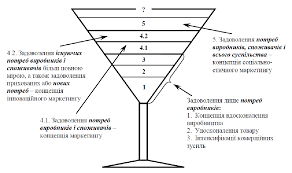 ?
5
4.2
4.1
3
2
1
4.2. Задоволення існуючих
потреб виробників і
споживачів більш повною
мірою, а також задоволення
прихованих або нових
потреб – концепція
інноваційного маркетингу
4.1. Задоволення потреб
виробників і споживачів –
концепція маркетингу
5. Задоволення потреб
виробників, споживачів і
всього суспільства –
концепція соціально-
етичного маркетингу
Задоволення лише потреб
виробників:
1. Концепція вдосконалення
виробництва
2. Удосконалення товару
3. Інтенсифікації комерційних
зусиль